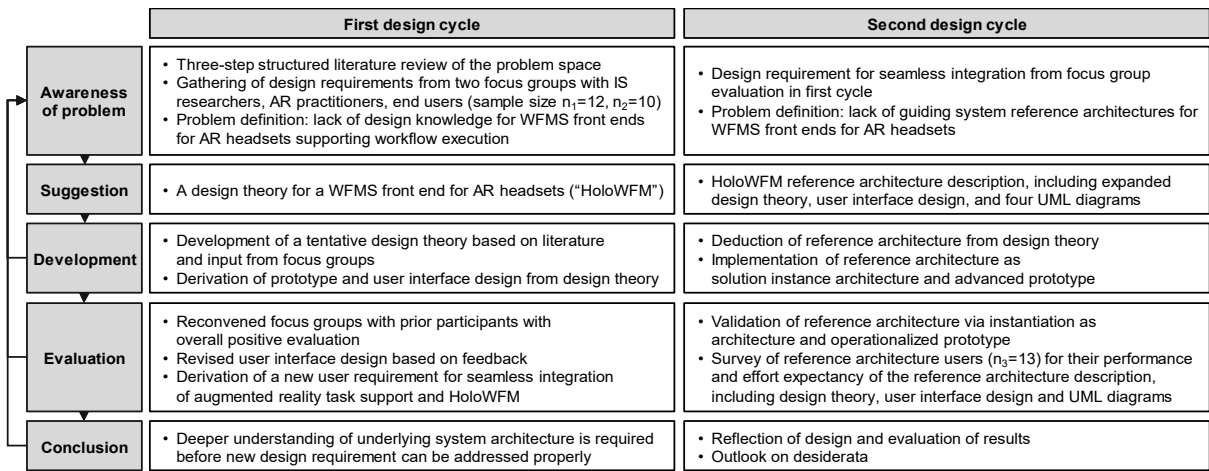 First design cycle
Second design cycle
Awareness
of problem
• Three-step structured literature review of the problem space
• Gathering of design requirements from two focus groups with IS
researchers, AR practitioners, end users (sample size n₁=12, n₂=10)
• Problem definition: lack of design knowledge for WFMS front ends
for AR headsets supporting workflow execution
• Design requirement for seamless integration from focus group
evaluation in first cycle
• Problem definition: lack of guiding system reference architectures for
WFMS front ends for AR headsets
Suggestion
• A design theory for a WFMS front end for AR headsets (“HoloWFM”)
• HoloWFM reference architecture description, including expanded
design theory, user interface design, and four UML diagrams
Development
• Development of a tentative design theory based on literature
and input from focus groups
• Derivation of prototype and user interface design from design theory
• Deduction of reference architecture from design theory
• Implementation of reference architecture as
solution instance architecture and advanced prototype
Evaluation
• Reconvened focus groups with prior participants with
overall positive evaluation
• Revised user interface design based on feedback
• Derivation of a new user requirement for seamless integration
of augmented reality task support and HoloWFM
• Validation of reference architecture via instantiation as
architecture and operationalized prototype
• Survey of reference architecture users (n₃=13) for their performance
and effort expectancy of the reference architecture description,
including design theory, user interface design and UML diagrams
Conclusion
• Deeper understanding of underlying system architecture is required
before new design requirement can be addressed properly
• Reflection of design and evaluation of results
• Outlook on desiderata